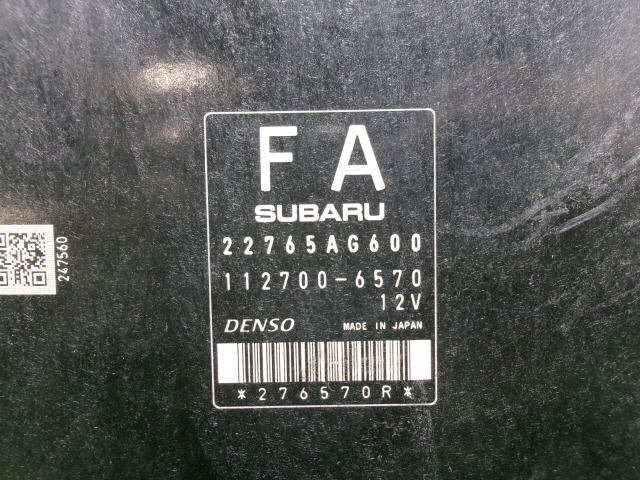 F A
SUBARU
22765AG600
112700-6570
12V
DENSO MADE IN JAPAN
*276570R*
247560